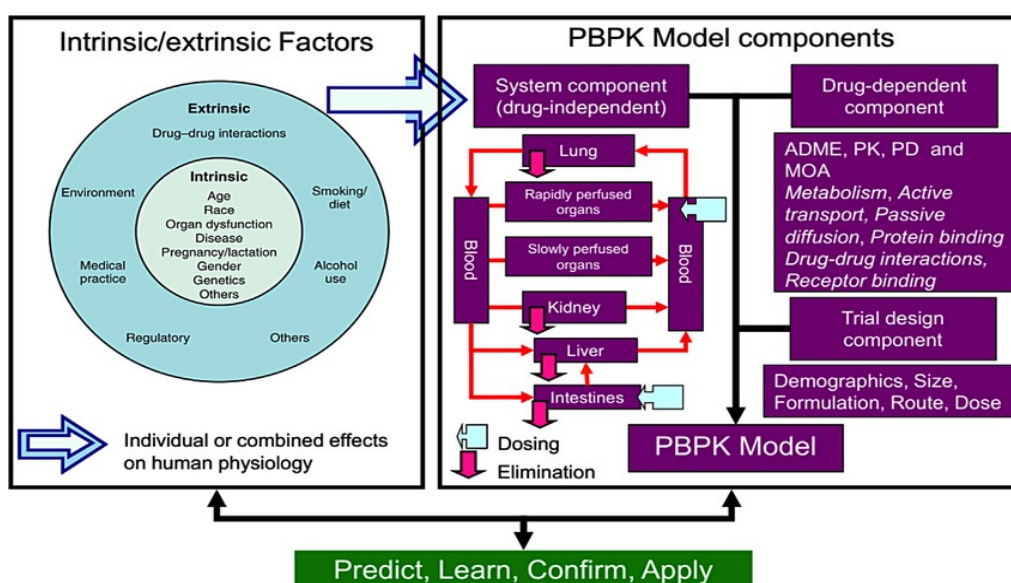 Intrinsic/extrinsic Factors
Extrinsic
Drug–drug interactions
Environment
Smoking/
diet
Intrinsic
Age
Race
Organ dysfunction
Disease
Pregnancy/lactation
Gender
Genetics
Others
Medical
practice
Alcohol
use
Regulatory
Others
Individual or combined effects
on human physiology
PBPK Model components
System component
(drug-independent)
Drug-dependent
component
Lung
Rapidly perfused
organs
Blood
Blood
Slowly perfused
organs
Kidney
Liver
Intestines
Dosing
Elimination
ADME, PK, PD and
MOA
Metabolism, Active
transport, Passive
diffusion, Protein binding
Drug-drug interactions,
Receptor binding
Trial design
component
Demographics, Size,
Formulation, Route, Dose
PBPK Model
Predict, Learn, Confirm, Apply